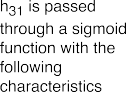 h31 is passed
through a sigmoid
function with the
following
characteristics